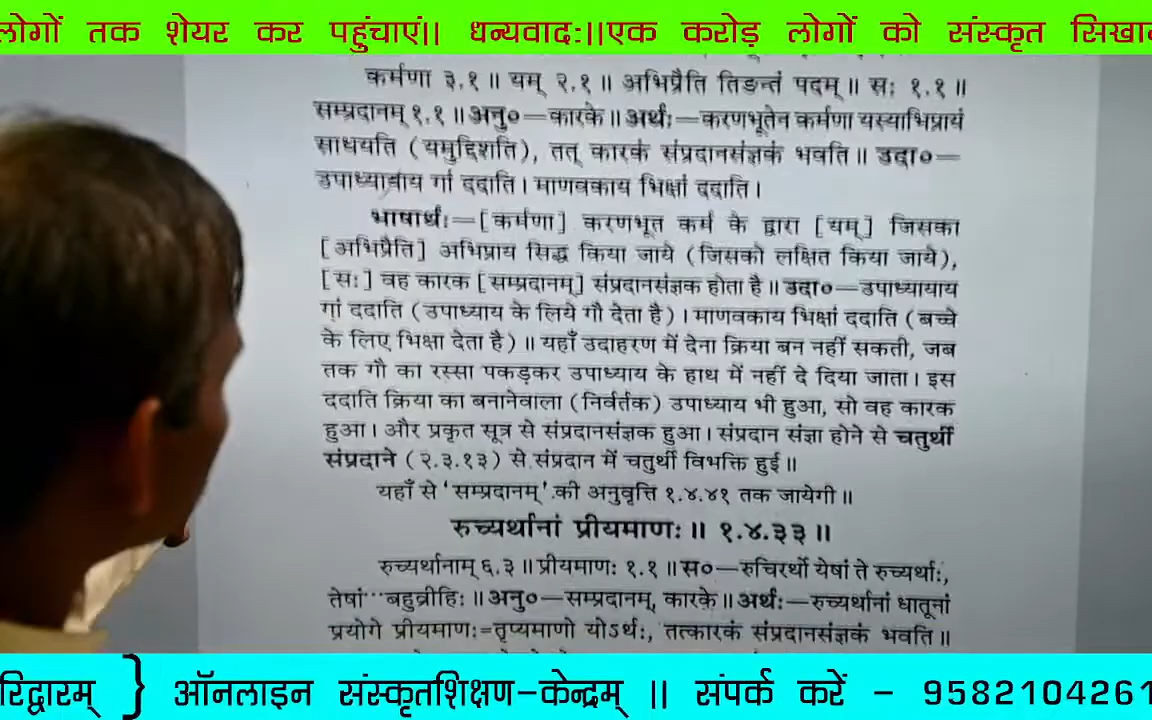 लोगों तक शेयर कर पहुंचाएं|| धन्यवादः||एक करोड़ लोगों को संस्कृत सिखा
कर्मणा ३.१ ॥ यम् २.१ ॥ अभिप्रैति तिङन्तं पदम् ॥ सः १.१ ॥
सम्प्रदानम् १.१ ॥ अनु०—कारके ॥ अर्थः—करणभूतेन कर्मणा यस्याभिप्रायं
साधयति (यमुद्दिशति), तत् कारकं संप्रदानसंज्ञकं भवति ॥ उदा०—
उपाध्यायाय गां ददाति। माणवकाय भिक्षां ददाति।
भाषार्थः—[कर्मणा] करणभूत कर्म के द्वारा [यम्] जिसका
[अभिप्रैति] अभिप्राय सिद्ध किया जाये (जिसको लक्षित किया जाये),
[सः] वह कारक [सम्प्रदानम्] संप्रदानसंज्ञक होता है ॥ उदा०—उपाध्यायाय
गां ददाति (उपाध्याय के लिये गौ देता है)। माणवकाय भिक्षां ददाति (बच्चे
के लिए भिक्षा देता है) ॥ यहाँ उदाहरण में देना क्रिया बन नहीं सकती, जब
तक गौ का रस्सा पकड़कर उपाध्याय के हाथ में नहीं दे दिया जाता। इस
ददाति क्रिया का बनानेवाला (निर्वर्तक) उपाध्याय भी हुआ, सो वह कारक
हुआ। और प्रकृत सूत्र से संप्रदानसंज्ञक हुआ। संप्रदान संज्ञा होने से चतुर्थी
संप्रदाने (२.३.१३) से संप्रदान में चतुर्थी विभक्ति हुई ॥
यहाँ से 'सम्प्रदानम्' की अनुवृत्ति १.४.४१ तक जायेगी ॥
रुच्यर्थानां प्रीयमाणः ॥ १.४.३३ ॥
रुच्यर्थानाम् ६.३ ॥ प्रीयमाणः १.१ ॥ स०—रुचिरर्थो येषां ते रुच्यर्थाः,
तेषां…बहुव्रीहिः ॥ अनु०—सम्प्रदानम्, कारके ॥ अर्थः—रुच्यर्थानां धातूनां
प्रयोगे प्रीयमाणः=तृप्यमाणो योऽर्थः, तत्कारकं संप्रदानसंज्ञकं भवति ॥
रिद्वारम् } ऑनलाइन संस्कृतशिक्षण-केन्द्रम् || संपर्क करें - 9582104261